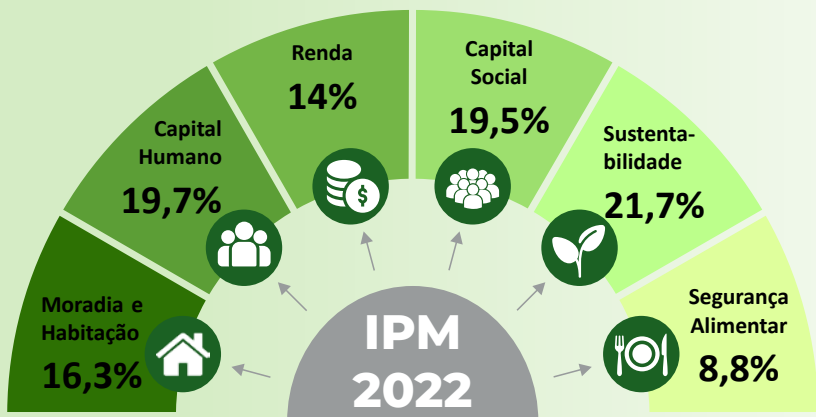 Moradia e
Habitação
16,3%
Capital
Humano
19,7%
Renda
14%
Capital
Social
19,5%
Sustenta-
bilidade
21,7%
Segurança
Alimentar
8,8%
$
IPM
2022